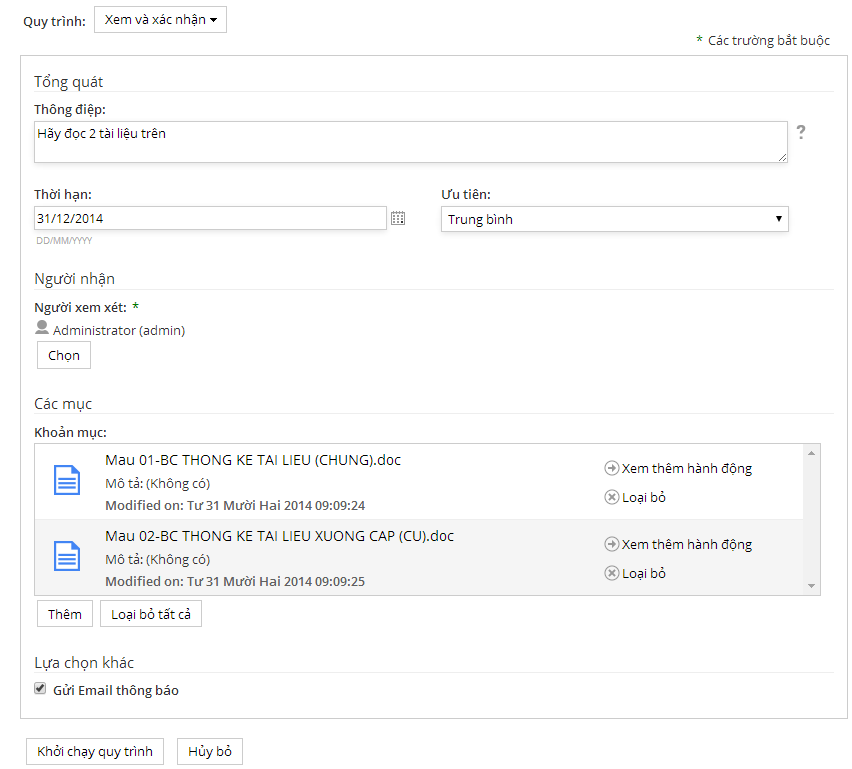 Quy trình: Xem và xác nhận
* Các trường bắt buộc
Tổng quát
Thông điệp:
Hãy đọc 2 tài liệu trên
?
Thời hạn: Ưu tiên:
31/12/2014 Trung bình
DD/MM/YYYY
Người nhận
Người xem xét: *
Administrator (admin)
Chọn
Các mục
Khoản mục:
Mau 01-BC THONG KE TAI LIEU (CHUNG).doc
Xem thêm hành động
Mô tả: (Không có)
Loại bỏ
Modified on: Tư 31 Mười Hai 2014 09:09:24
Mau 02-BC THONG KE TAI LIEU XUONG CAP (CU).doc
Xem thêm hành động
Mô tả: (Không có)
Loại bỏ
Modified on: Tư 31 Mười Hai 2014 09:09:25
Thêm Loại bỏ tất cả
Lựa chọn khác
Gửi Email thông báo
Khởi chạy quy trình Hủy bỏ